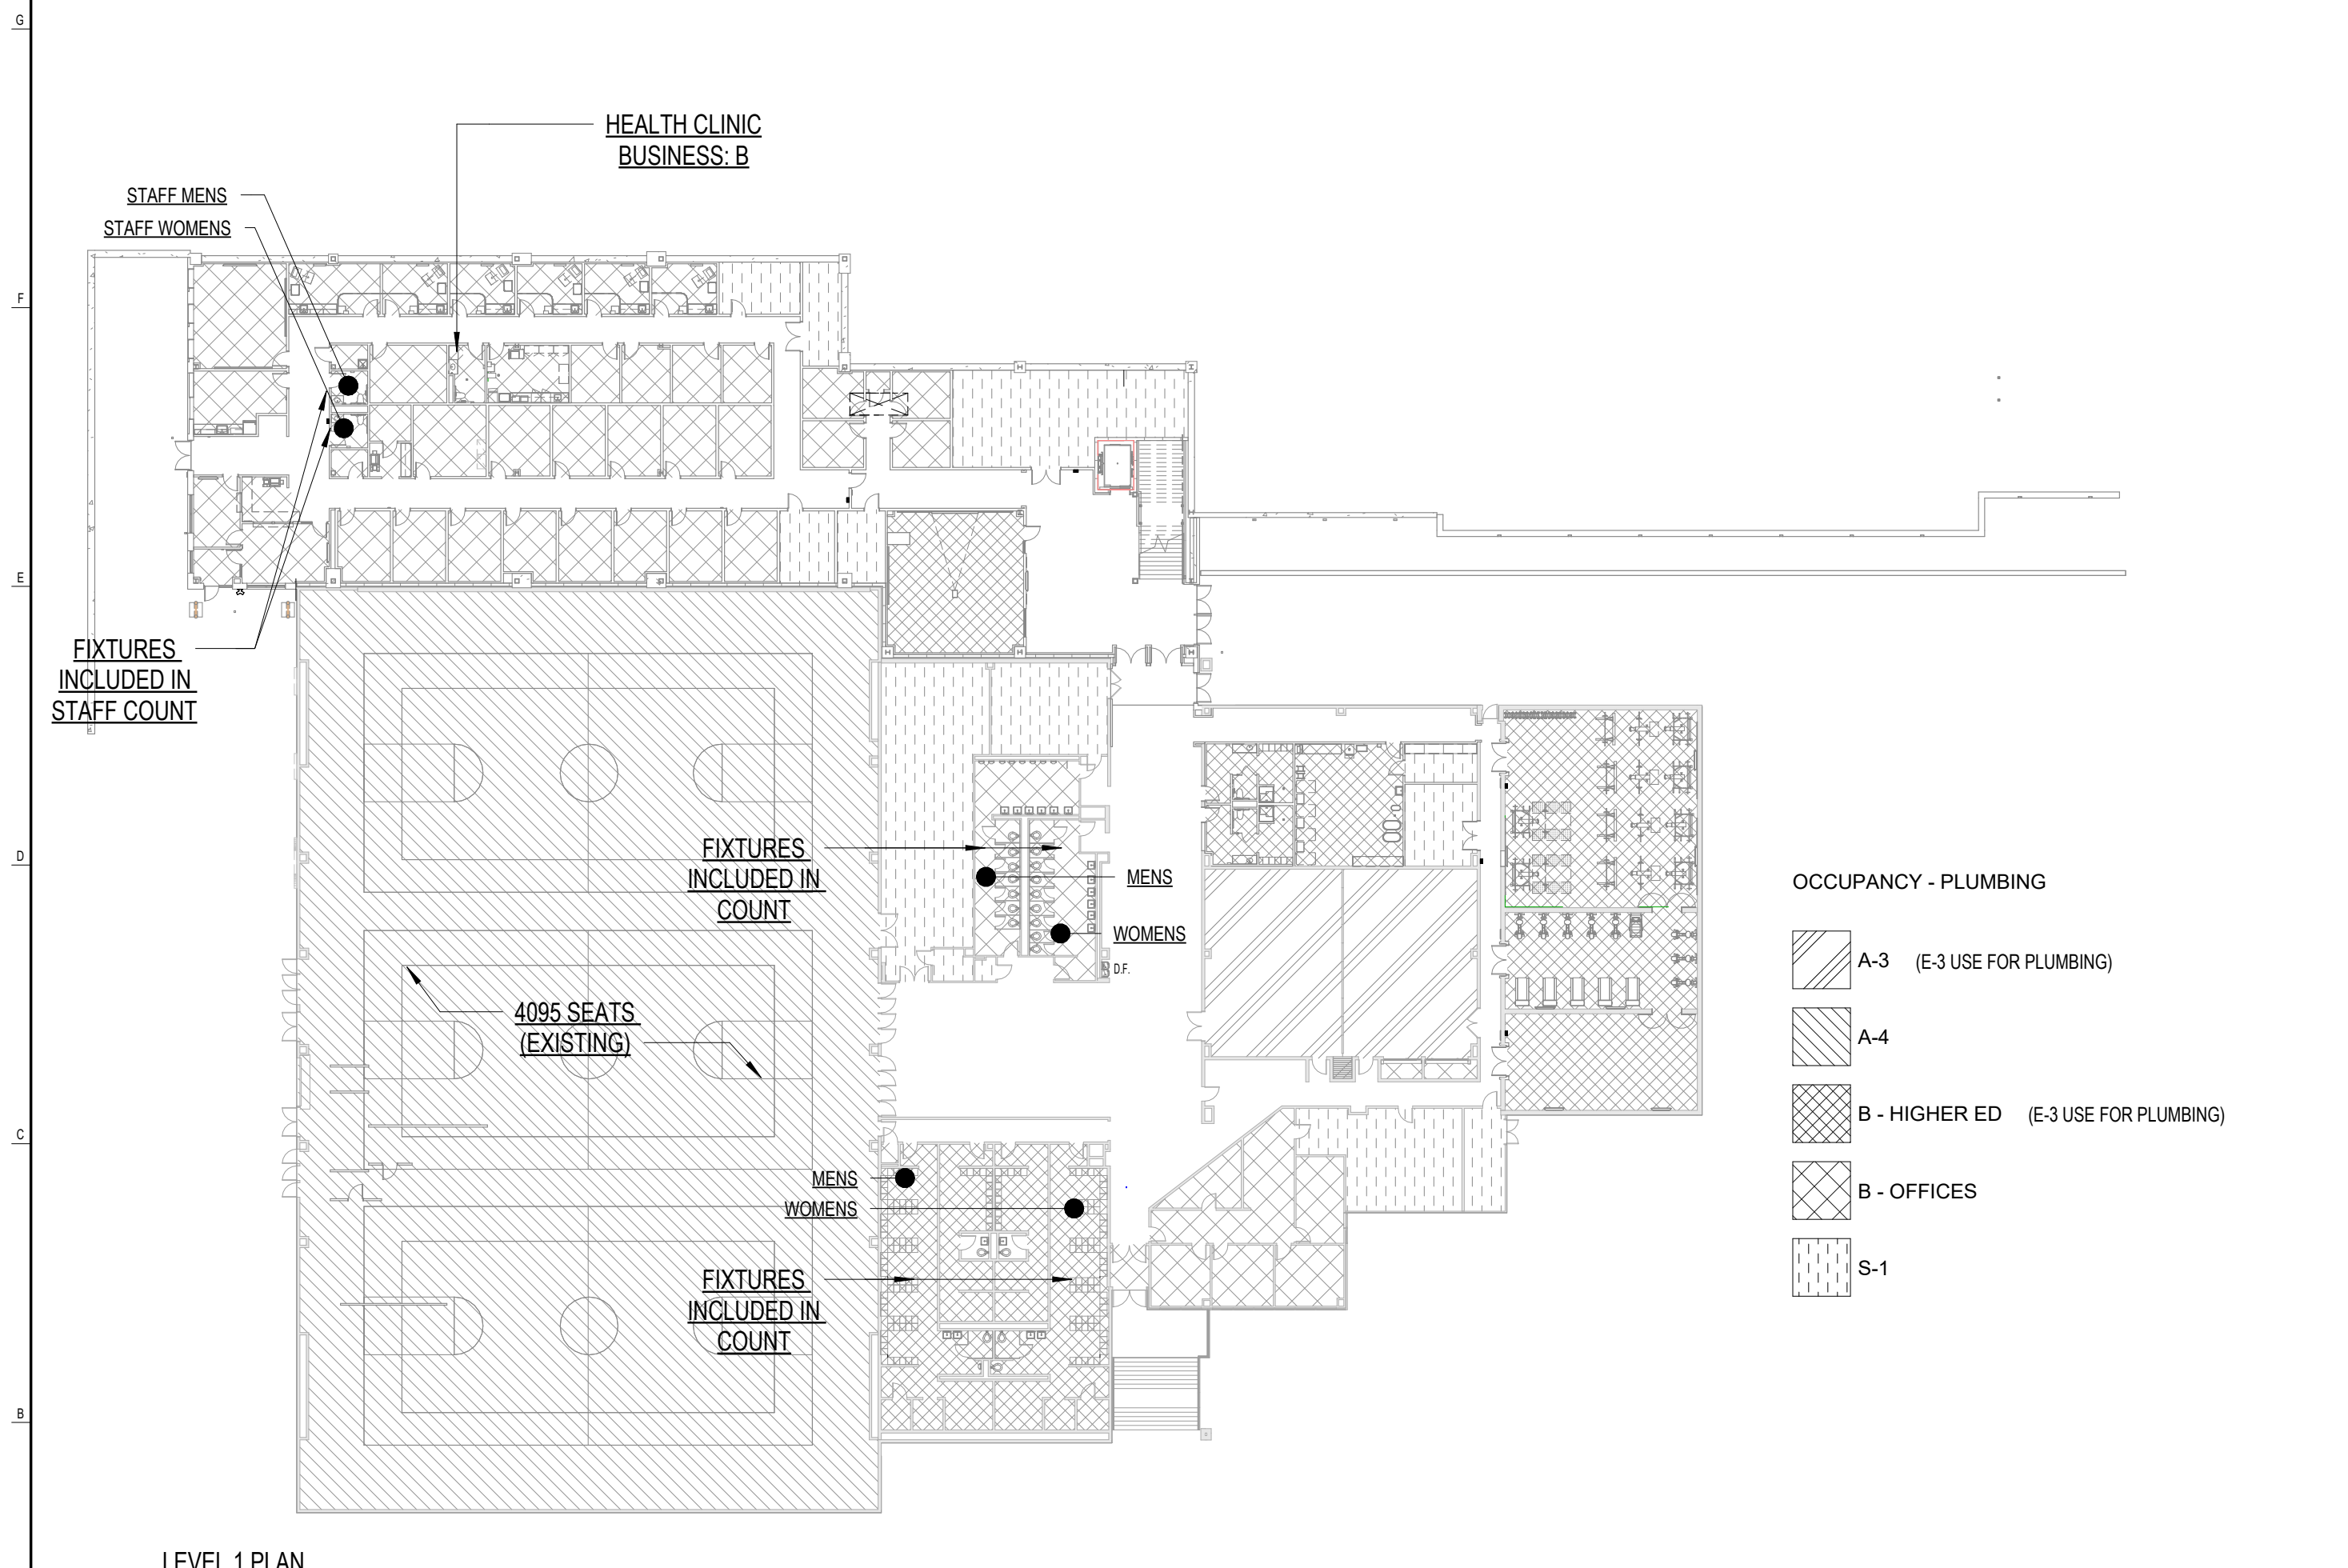 G
HEALTH CLINIC
BUSINESS: B
STAFF MENS
STAFF WOMENS
F
E
FIXTURES
INCLUDED IN
STAFF COUNT
D
FIXTURES
INCLUDED IN
COUNT
MENS
WOMENS
D.F.
4095 SEATS
(EXISTING)
OCCUPANCY - PLUMBING
A-3 (E-3 USE FOR PLUMBING)
A-4
B - HIGHER ED (E-3 USE FOR PLUMBING)
B - OFFICES
S-1
C
MENS
WOMENS
FIXTURES
INCLUDED IN
COUNT
B
LEVEL 1 PLAN